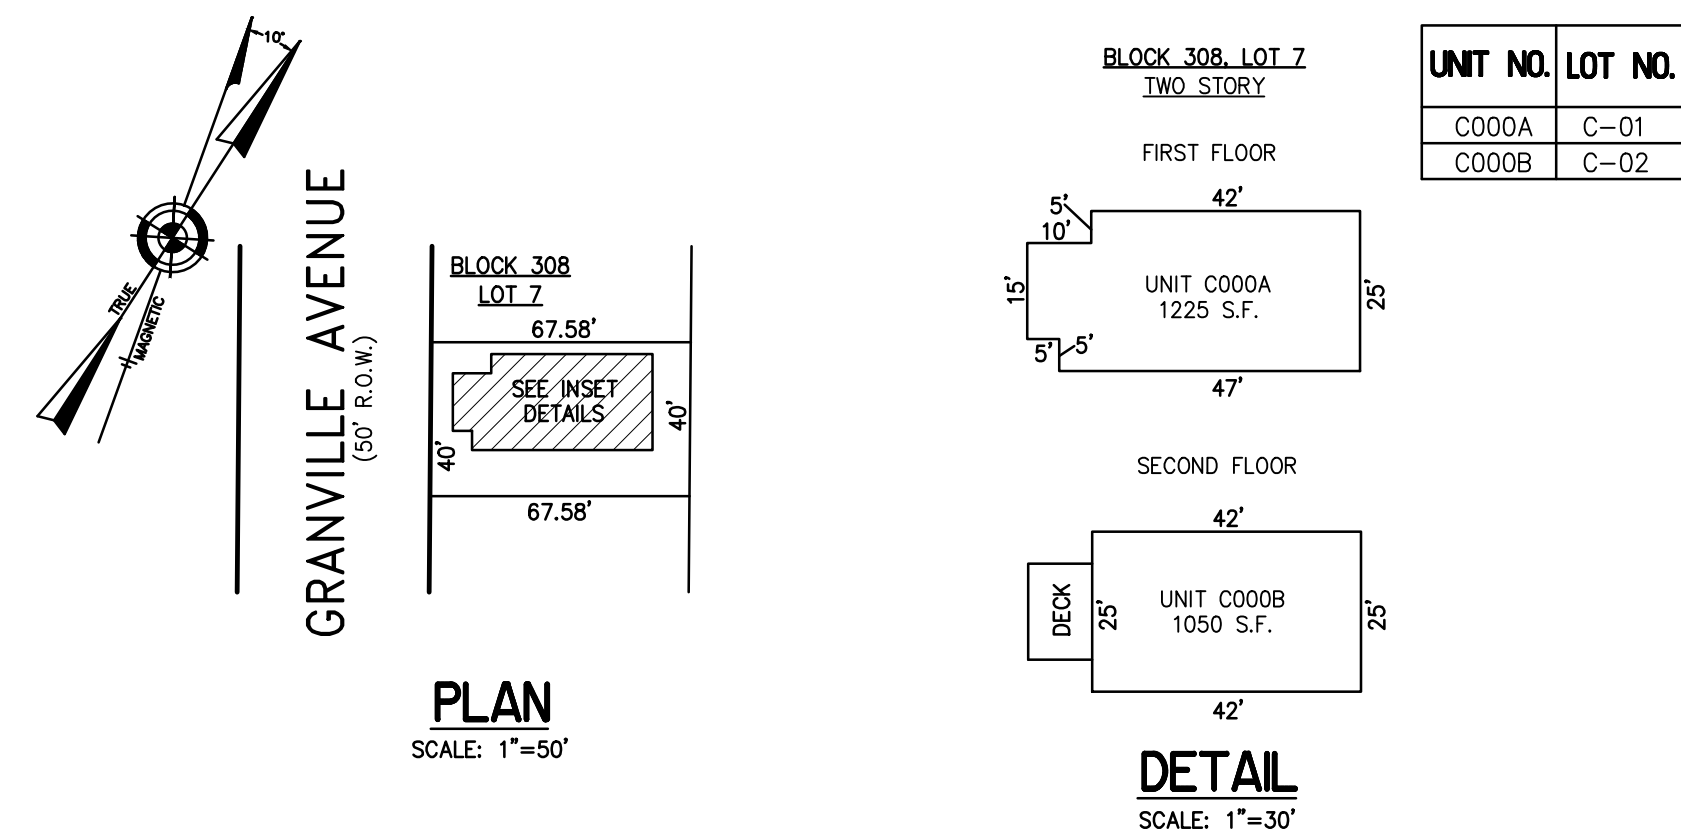 10°
TRUE
MAGNETIC
GRANVILLE AVENUE
(50' R.O.W.)
BLOCK 308
LOT 7
67.58'
SEE INSET
DETAILS
40'
40'
67.58'
PLAN
SCALE: 1"=50'
BLOCK 308, LOT 7
TWO STORY
FIRST FLOOR
42'
5'
10'
15'
UNIT C000A
1225 S.F.
25'
5'
5'
47'
SECOND FLOOR
42'
DECK
25'
UNIT C000B
1050 S.F.
25'
42'
DETAIL
SCALE: 1"=30'
UNIT NO. LOT NO.
C000A C-01
C000B C-02